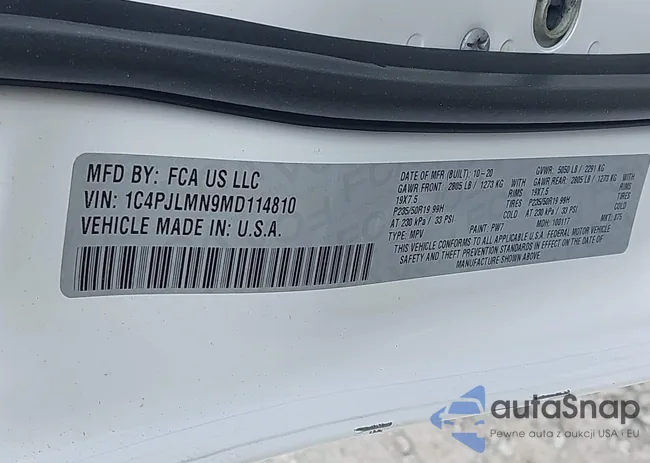 MFD BY: FCA US LLC
VIN: 1C4PJLMN9MD114810
VEHICLE MADE IN: U.S.A.
DATE OF MFR (BUILT): 10-20 GVWR: 5050 LB / 2291 KG
GAWR FRONT: 2805 LB / 1273 KG WITH GAWR REAR: 2805 LB / 1273 KG WITH
19X7.5 RIMS 19X7.5 RIMS
P235/50R19 99H TIRES P235/50R19 99H TIRES
AT 230 kPa / 33 PSI AT 230 kPa / 33 PSI
TYPE: MPV PAINT: PW7 MDH: 100117 MKT: X75
THIS VEHICLE CONFORMS TO ALL APPLICABLE U.S.A. FEDERAL MOTOR VEHICLE
SAFETY AND THEFT PREVENTION STANDARDS IN EFFECT ON THE DATE OF
MANUFACTURE SHOWN ABOVE.
autaSnap
Pewne auta z aukcji USA i EU